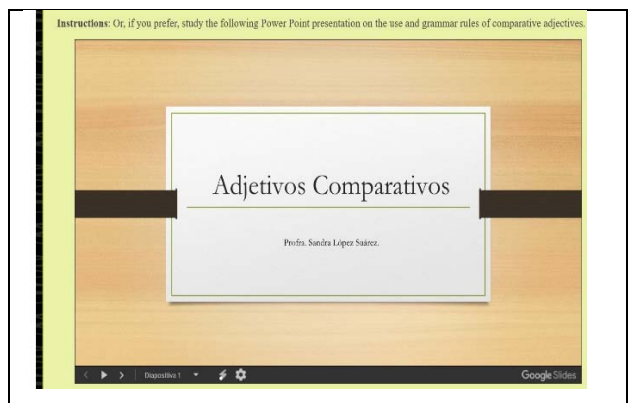 Instructions: Or, if you prefer, study the following Power Point presentation on the use and grammar rules of comparative adjectives.
Adjetivos Comparativos
Profra. Sandra López Suárez.
Diapositiva 1
Google Slides